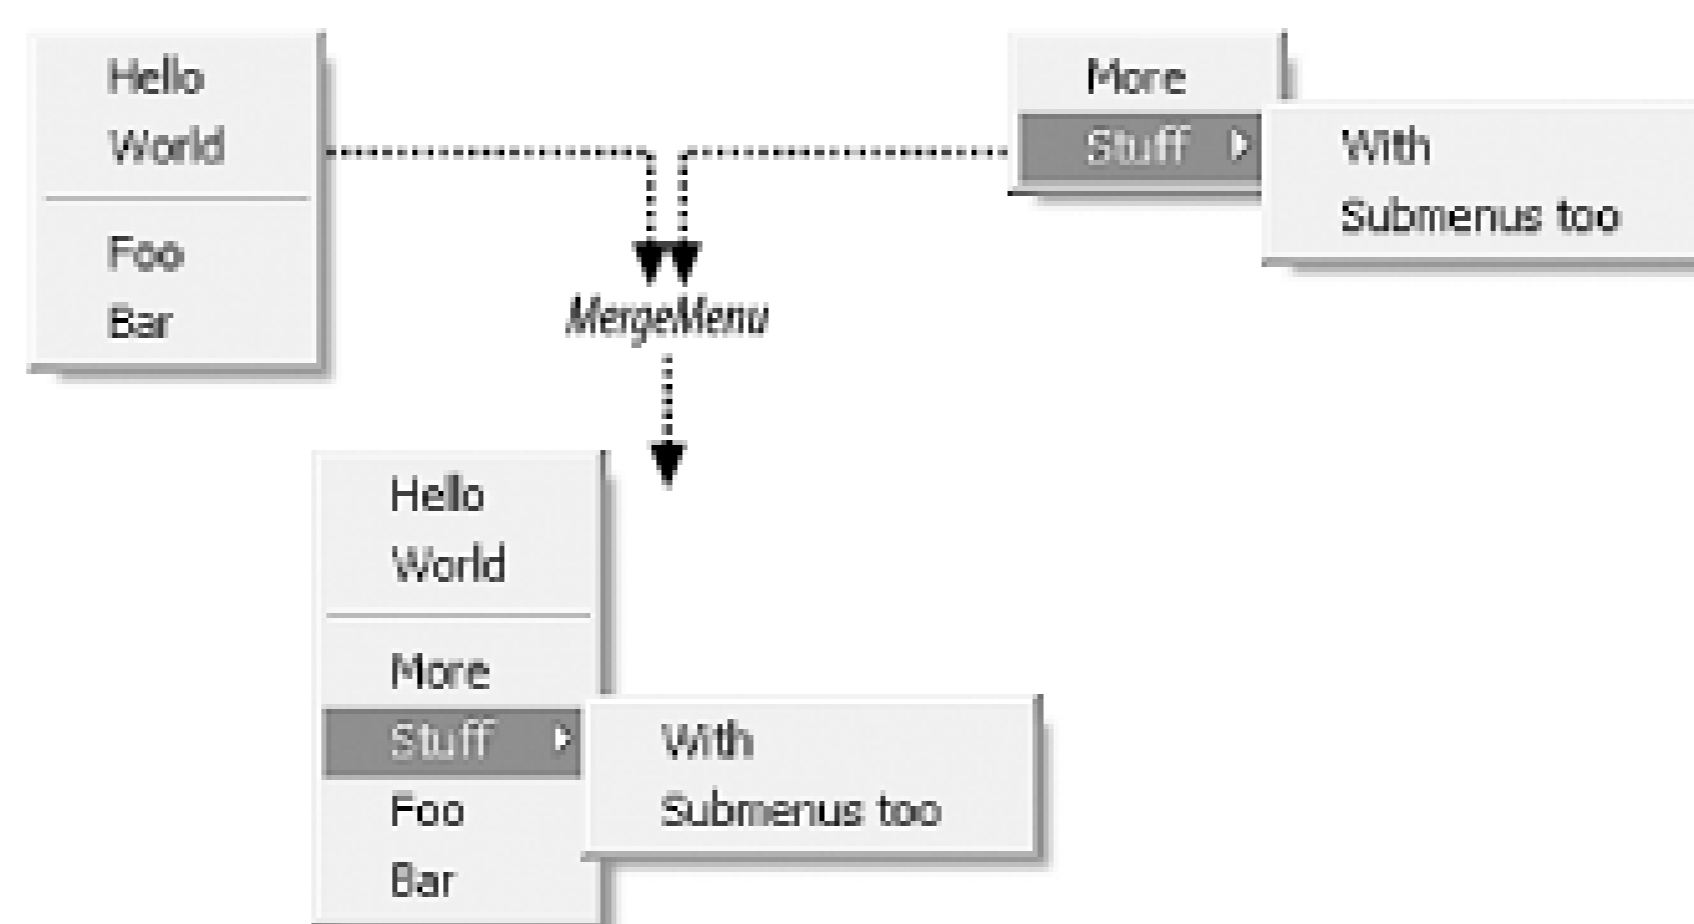 Hello
World
Foo
Bar
More
Stuff
With
Submenus too
MergeMenu
Hello
World
More
Stuff
With
Submenus too
Foo
Bar